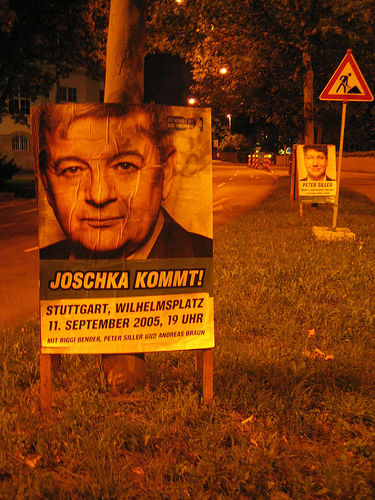 JOSCHKA KOMMT!
STUTTGART, WILHELMSPLATZ
11. SEPTEMBER 2005, 19 UHR
MIT BIGGI BENDER, PETER SILLER UND ANDREAS BRAUN
PETER SILLER